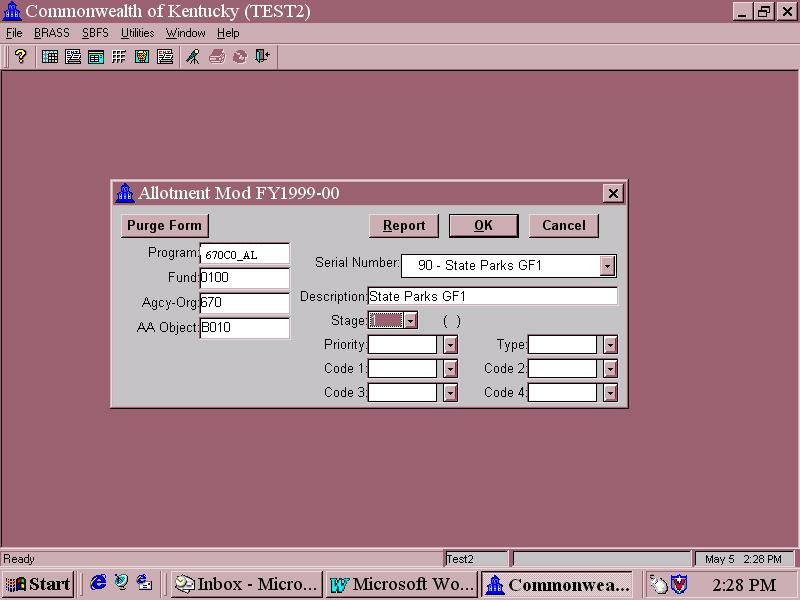 Commonwealth of Kentucky (TEST2)
File BRASS SBFS Utilities Window Help
Allotment Mod FY1999-00
Purge Form Report OK Cancel
Program: 670C0_AL
Serial Number: 90 - State Parks GF1
Fund: 0100
Description: State Parks GF1
Agcy-Org: 670
Stage: ( )
AA Object: B010
Priority: Type:
Code 1: Code 2:
Code 3: Code 4:
Ready Test2 May 5 2:28 PM
Start Inbox - Micro... Microsoft Wo... Commonwea... 2:28 PM